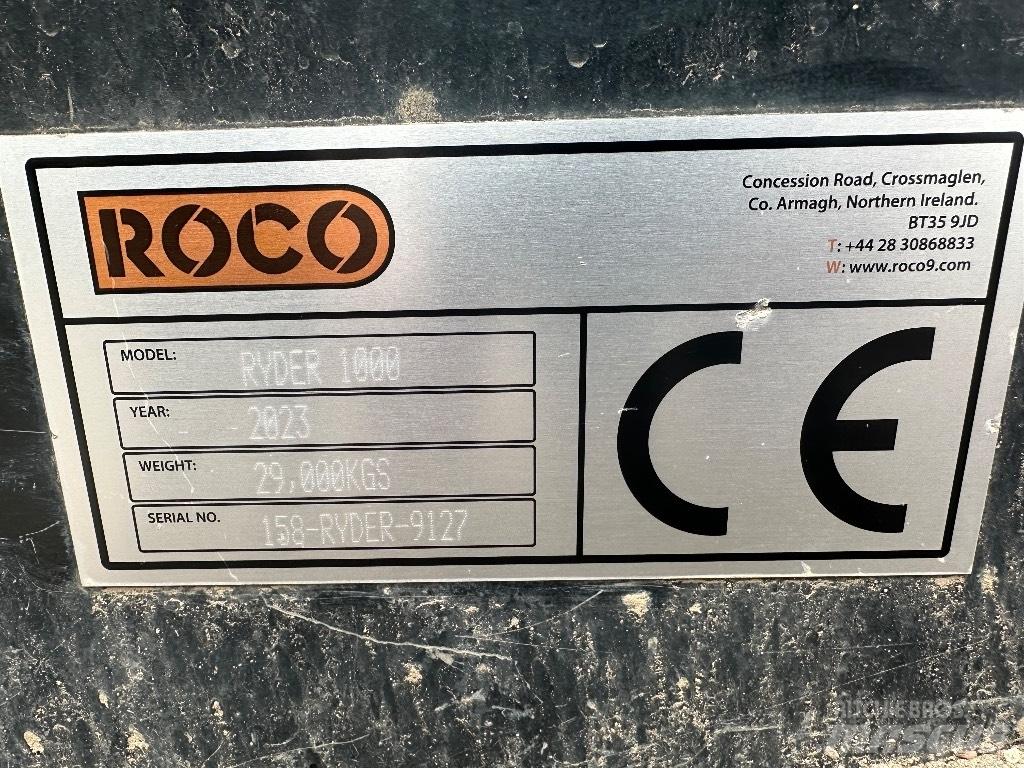 ROCO
Concession Road, Crossmaglen,
Co. Armagh, Northern Ireland.
BT35 9JD
T: +44 28 30868833
W: www.roco9.com
MODEL: RYDER 1000
YEAR: 2023
WEIGHT: 29,000KGS
SERIAL NO. 158-RYDER-9127
CE